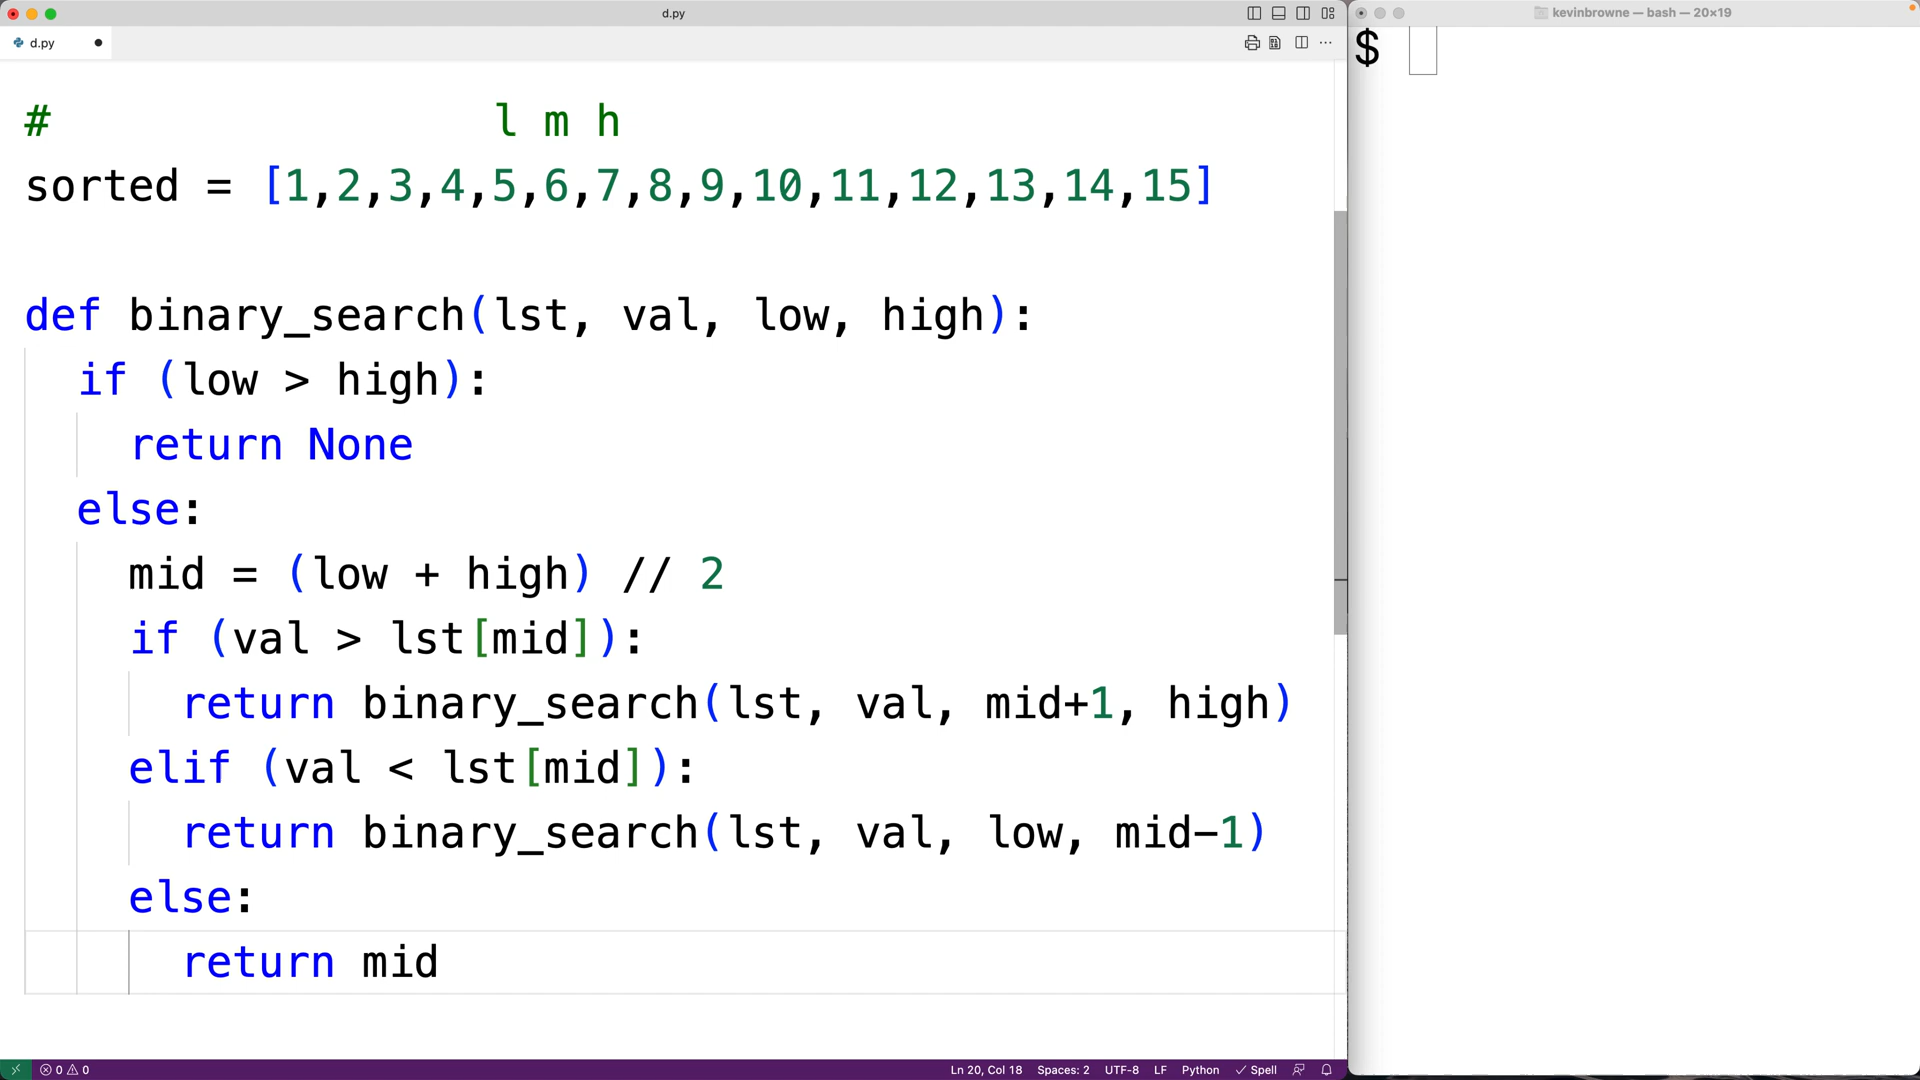 d.py
kevinbrowne — bash — 20×19
d.py
$
# l m h
sorted = [1,2,3,4,5,6,7,8,9,10,11,12,13,14,15]
def binary_search(lst, val, low, high):
if (low > high):
return None
else:
mid = (low + high) // 2
if (val > lst[mid]):
return binary_search(lst, val, mid+1, high)
elif (val < lst[mid]):
return binary_search(lst, val, low, mid-1)
else:
return mid
0 0 Ln 20, Col 18 Spaces: 2 UTF-8 LF Python Spell